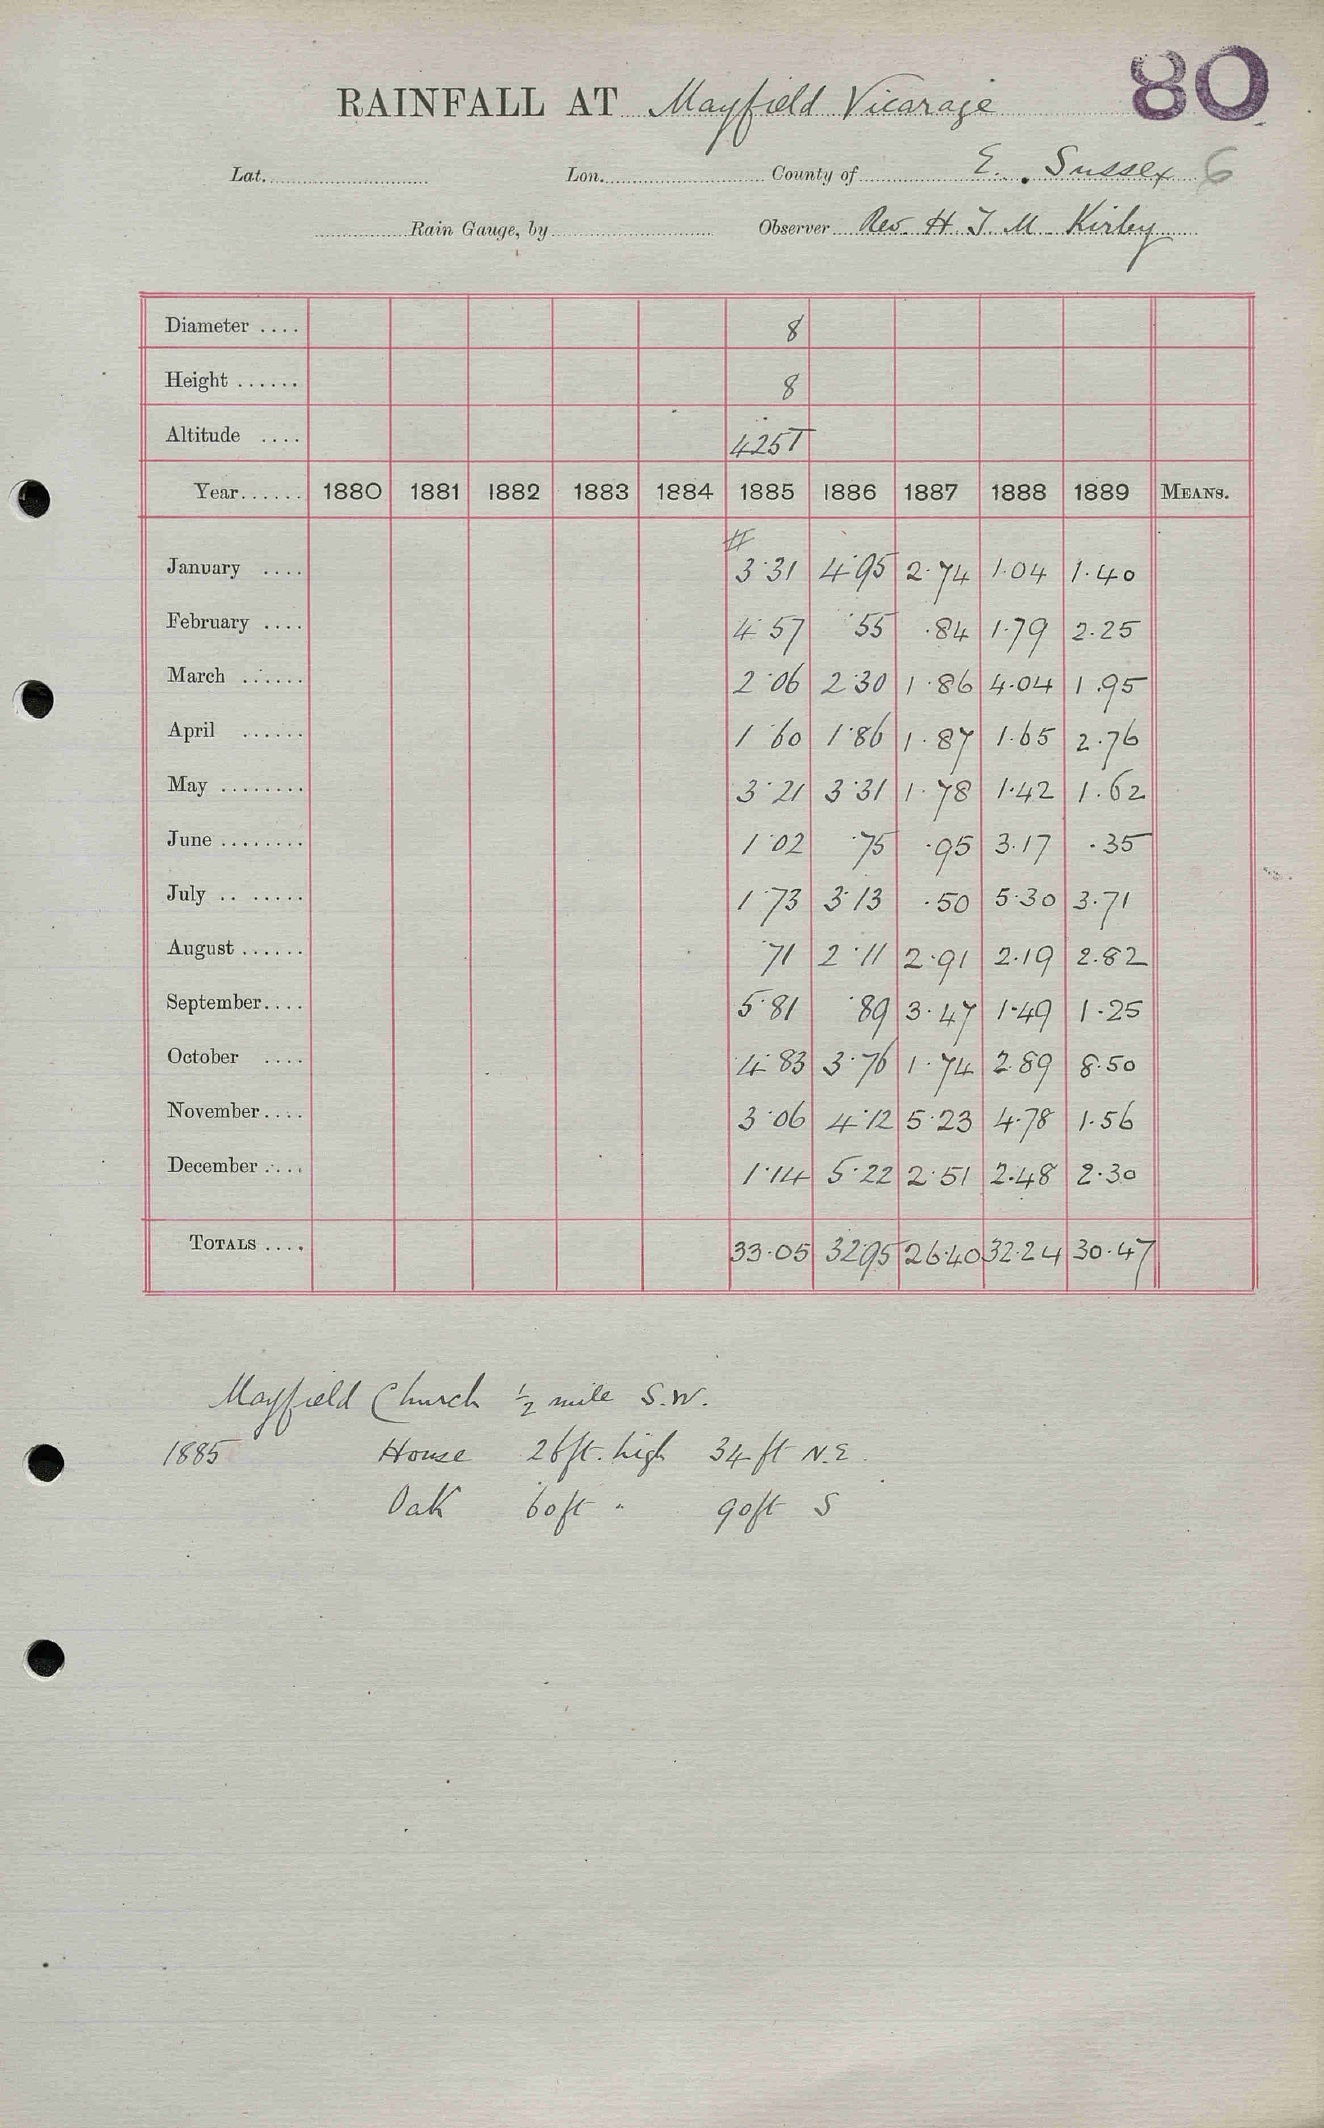 80
RAINFALL AT Mayfield Vicarage
Lat. Lon. County of E. Sussex 6
Rain Gauge, by Observer Rev. H. T. M. Kirby
Diameter .... 8
Height ...... 8
Altitude .... 425T
Year...... 1880 1881 1882 1883 1884 1885 1886 1887 1888 1889 MEANS.
#
January .... 3·31 4·95 2·74 1·04 1·40
February .... 4·57 ·55 ·84 1·79 2·25
March ...... 2·06 2·30 1·86 4·04 1·95
April ...... 1·60 1·86 1·87 1·65 2·76
May ........ 3·21 3·31 1·78 1·42 1·62
June ........ 1·02 ·75 ·95 3·17 ·35
July .. ..... 1·73 3·13 ·50 5·30 3·71
August ...... ·71 2·11 2·91 2·19 2·82
September.... 5·81 ·89 3·47 1·49 1·25
October .... 4·83 3·76 1·74 2·89 8·50
November.... 3·06 4·12 5·23 4·78 1·56
December .... 1·14 5·22 2·51 2·48 2·30
TOTALS .... 33·05 32·95 26·40 32·24 30·47
Mayfield Church ½ mile S.W.
1885 House 26ft. high 34ft N.E.
Oak 60ft " 90ft S